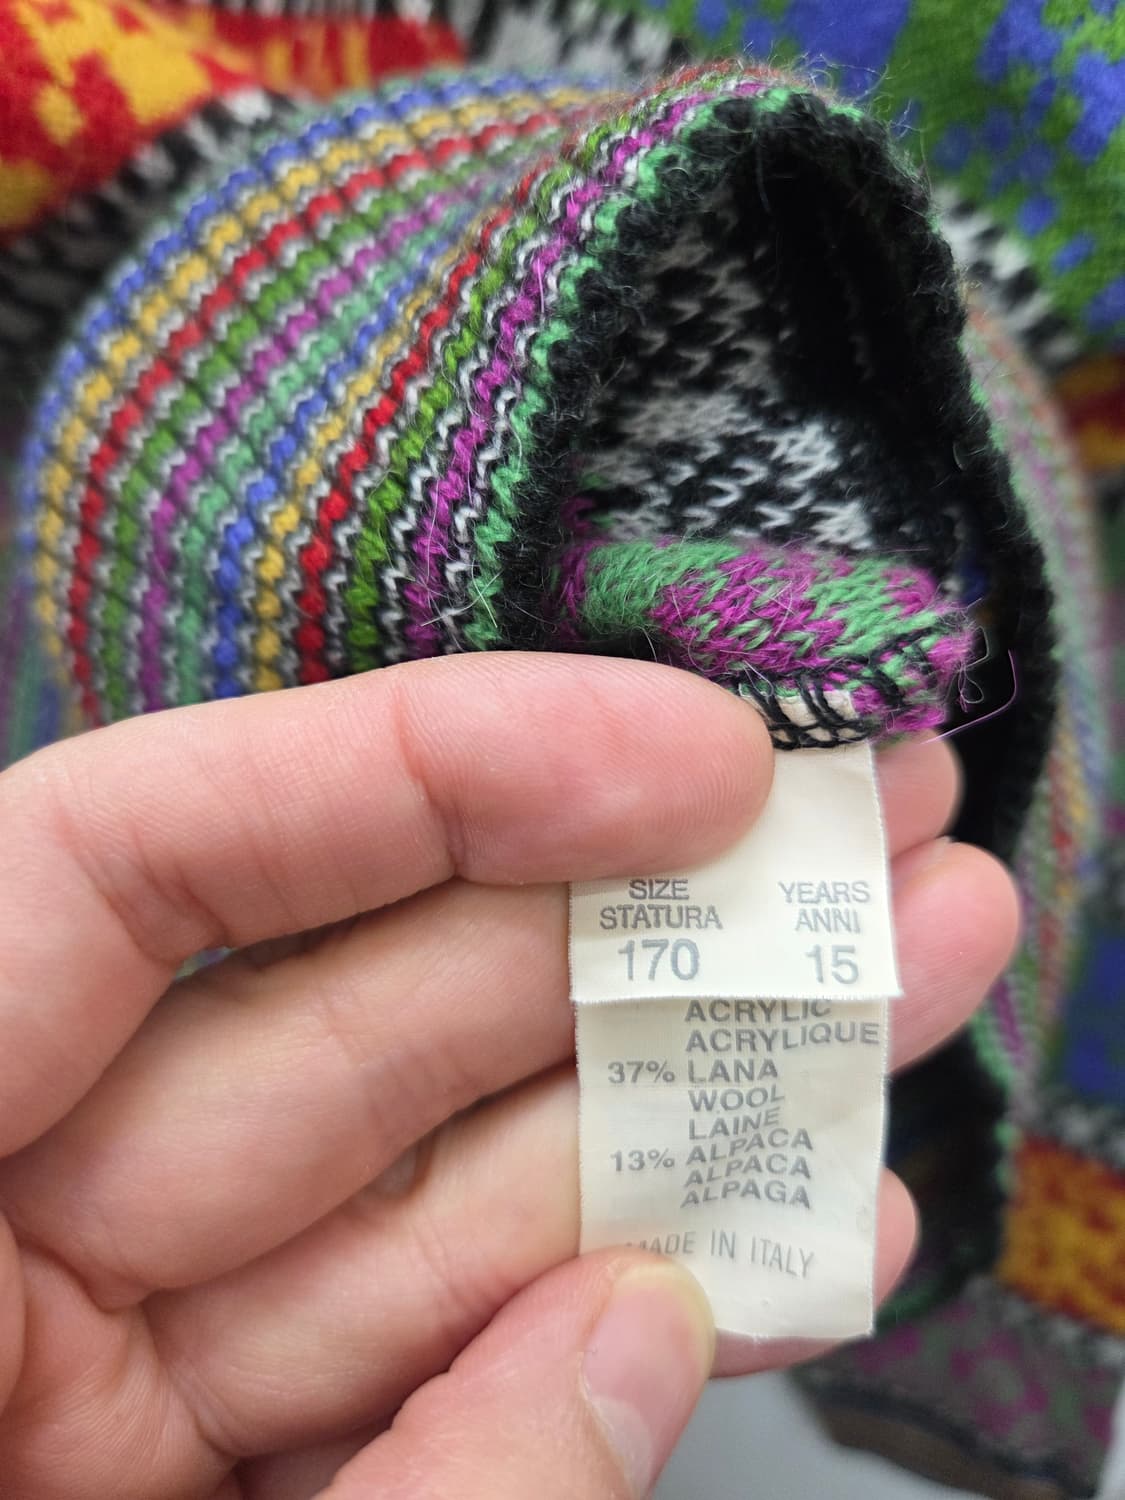 SIZE YEARS
STATURA ANNI
170 15
ACRYLIC
ACRYLIQUE
37% LANA
WOOL
LAINE
13% ALPACA
ALPACA
ALPAGA
MADE IN ITALY